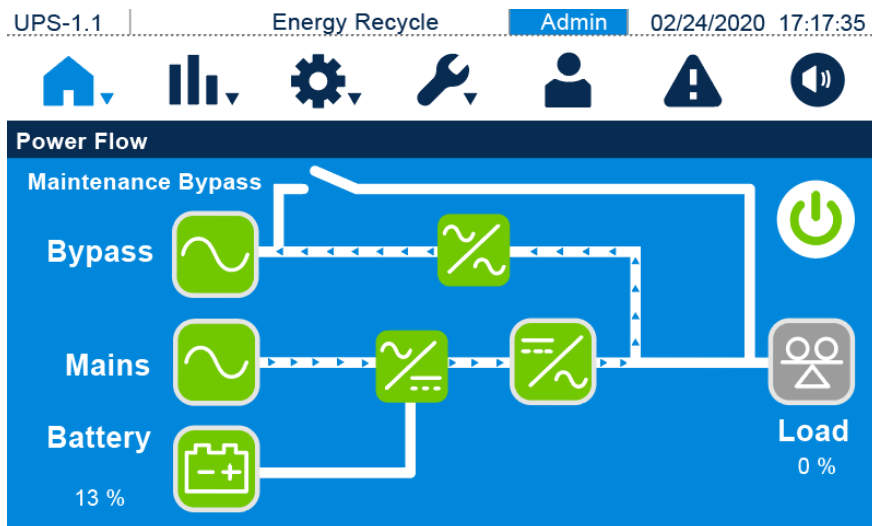 UPS-1.1 Energy Recycle Admin 02/24/2020 17:17:35
Power Flow
Maintenance Bypass
Bypass
Mains
Battery
13 %
Load
0 %